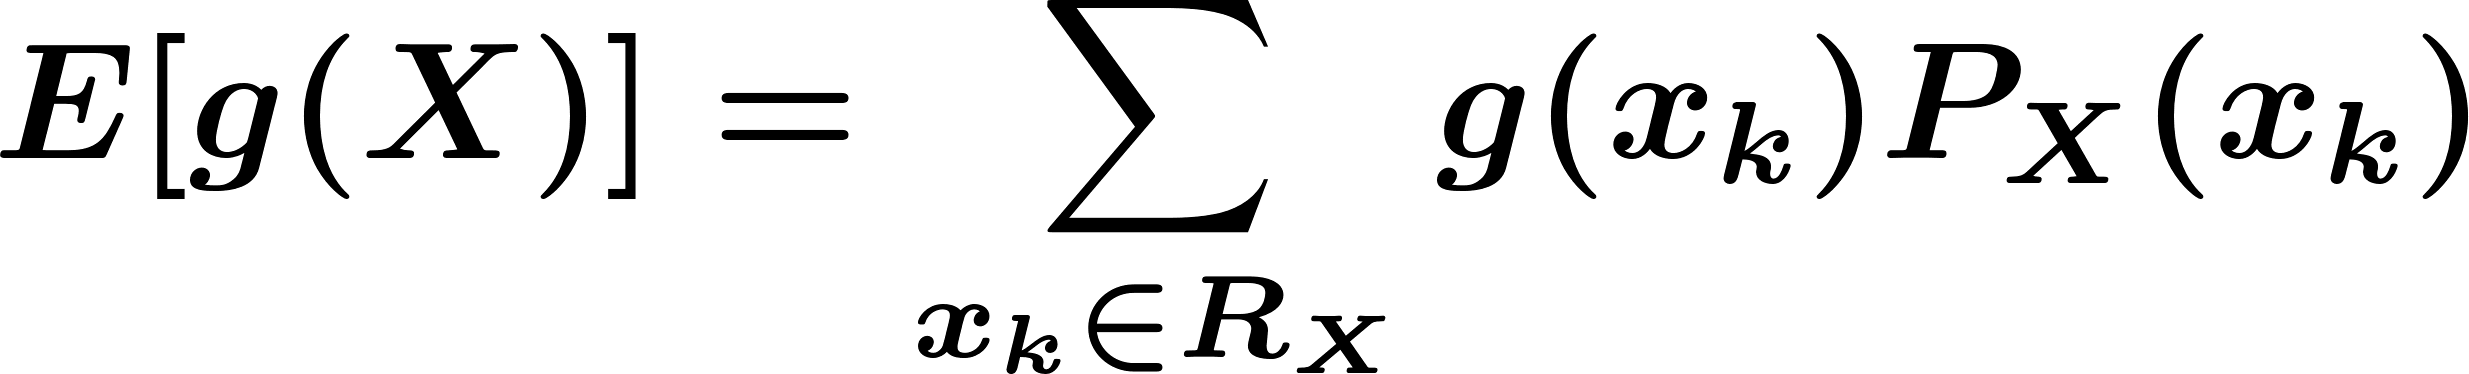 E[g(X)] = ∑ g(x_k)P_X(x_k)
x_k∈R_X